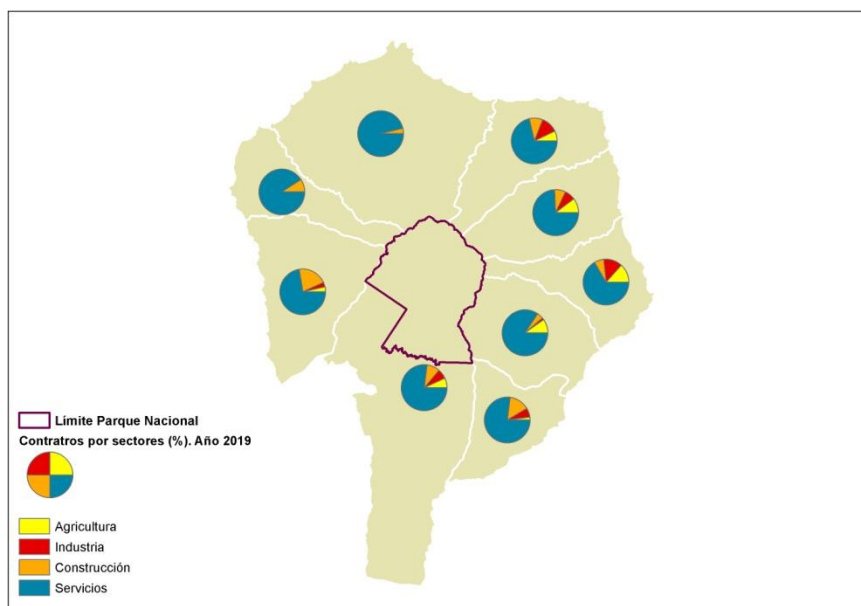 Límite Parque Nacional
Contratros por sectores (%). Año 2019
Agricultura
Industria
Construcción
Servicios